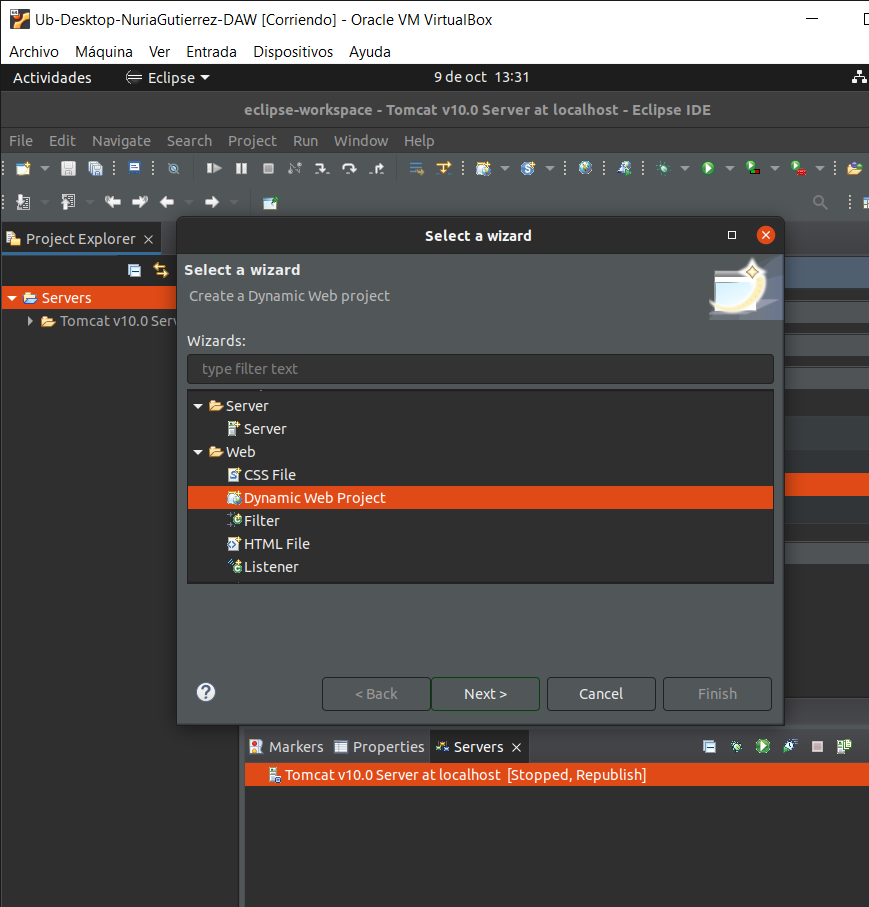 Ub-Desktop-NuriaGutierrez-DAW [Corriendo] - Oracle VM VirtualBox
Archivo Máquina Ver Entrada Dispositivos Ayuda
Actividades Eclipse 9 de oct 13:31
eclipse-workspace - Tomcat v10.0 Server at localhost - Eclipse IDE
File Edit Navigate Search Project Run Window Help
Project Explorer
Servers
Tomcat v10.0 Serv
Select a wizard
Select a wizard
Create a Dynamic Web project
Wizards:
type filter text
Server
Server
Web
CSS File
Dynamic Web Project
Filter
HTML File
Listener
< Back Next > Cancel Finish
Markers Properties Servers
Tomcat v10.0 Server at localhost [Stopped, Republish]